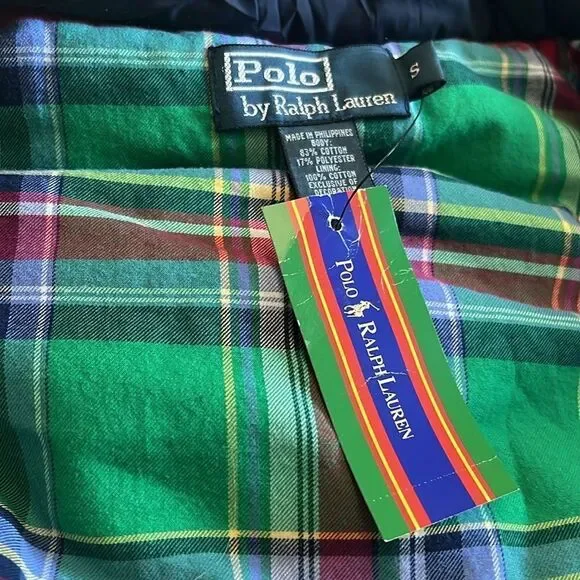 Polo
by Ralph Lauren
S
MADE IN PHILIPPINES
BODY:
83% COTTON
17% POLYESTER
LINING:
100% COTTON
EXCLUSIVE OF
DECORATION
POLO RALPH LAUREN